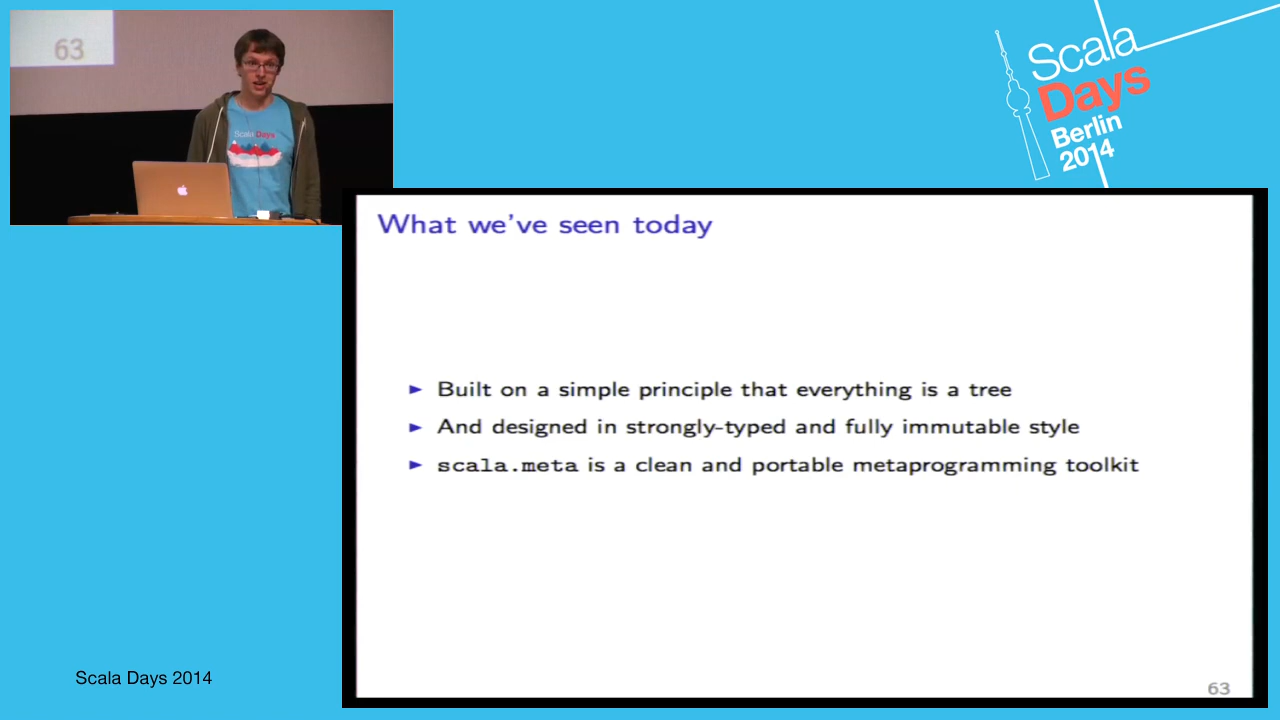 63
Scala Days
Scala
Days
Berlin
2014
What we've seen today
Built on a simple principle that everything is a tree
And designed in strongly-typed and fully immutable style
scala.meta is a clean and portable metaprogramming toolkit
Scala Days 2014
63